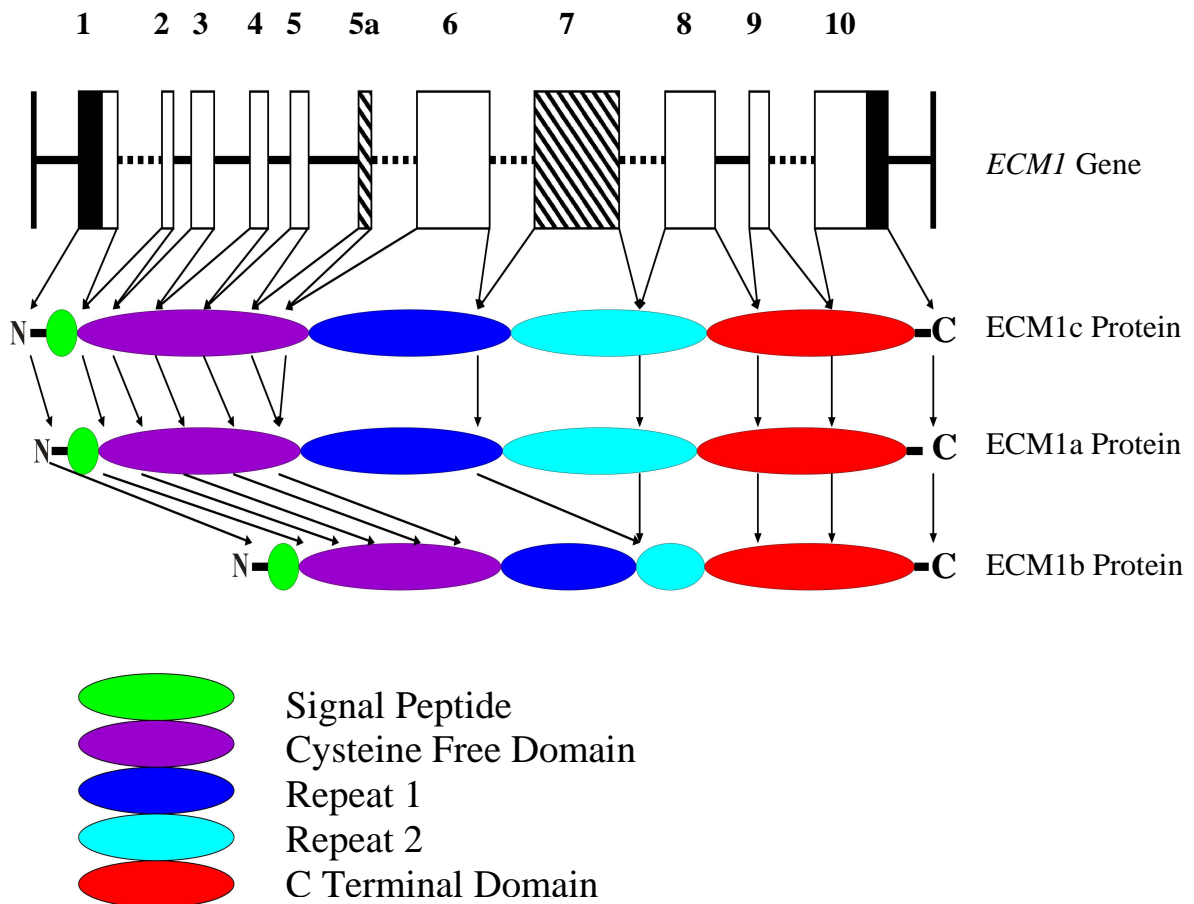 1 2 3 4 5 5a 6 7 8 9 10
ECM1 Gene
N C ECM1c Protein
N C ECM1a Protein
N C ECM1b Protein
Signal Peptide
Cysteine Free Domain
Repeat 1
Repeat 2
C Terminal Domain